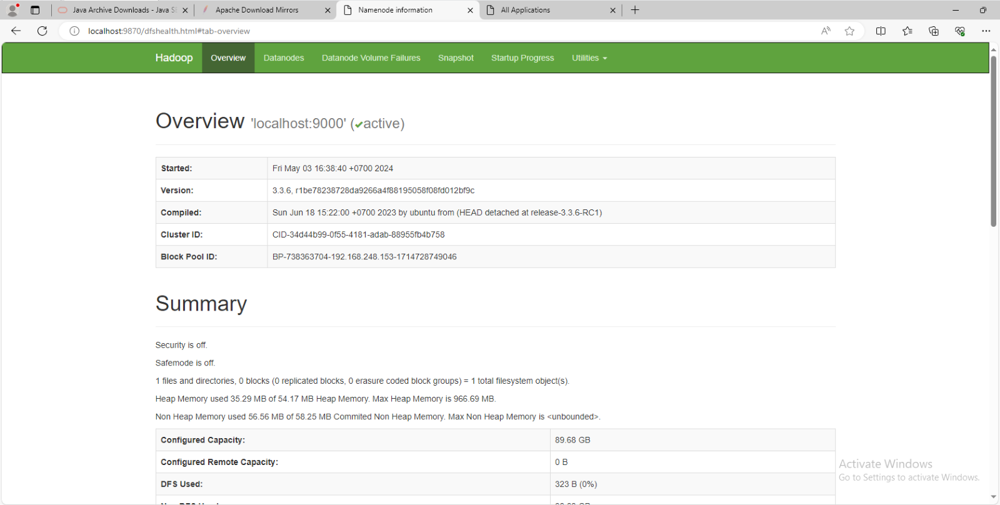 Java Archive Downloads - Java SE
Apache Download Mirrors
Namenode information
All Applications
localhost:9870/dfshealth.html#tab-overview
Hadoop Overview Datanodes Datanode Volume Failures Snapshot Startup Progress Utilities
Overview 'localhost:9000' (✔active)
Started: Fri May 03 16:38:40 +0700 2024
Version: 3.3.6, r1be78238728da9266a4f88195058f08fd012bf9c
Compiled: Sun Jun 18 15:22:00 +0700 2023 by ubuntu from (HEAD detached at release-3.3.6-RC1)
Cluster ID: CID-34d44b99-0f55-4181-adab-88955fb4b758
Block Pool ID: BP-738363704-192.168.248.153-1714728749046
Summary
Security is off.
Safemode is off.
1 files and directories, 0 blocks (0 replicated blocks, 0 erasure coded block groups) = 1 total filesystem object(s).
Heap Memory used 35.29 MB of 54.17 MB Heap Memory. Max Heap Memory is 966.69 MB.
Non Heap Memory used 56.56 MB of 58.25 MB Commited Non Heap Memory. Max Non Heap Memory is <unbounded>.
Configured Capacity: 89.68 GB
Configured Remote Capacity: 0 B
DFS Used: 323 B (0%)
Activate Windows
Go to Settings to activate Windows.